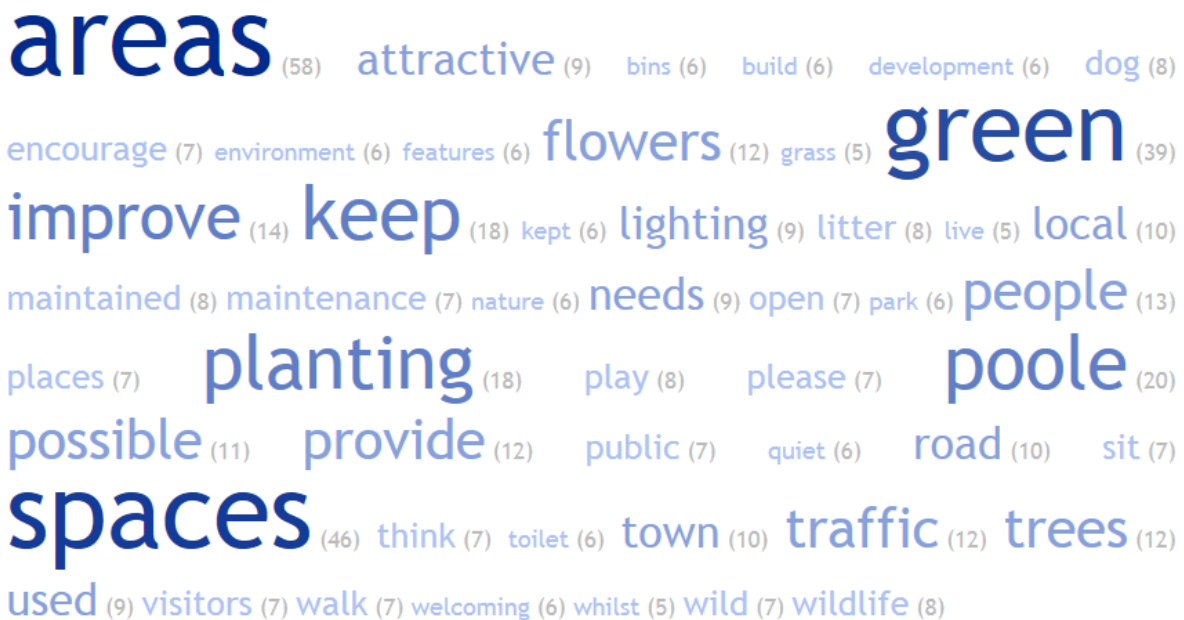 areas (58) attractive (9) bins (6) build (6) development (6) dog (8)
encourage (7) environment (6) features (6) flowers (12) grass (5) green (39)
improve (14) keep (18) kept (6) lighting (9) litter (8) live (5) local (10)
maintained (8) maintenance (7) nature (6) needs (9) open (7) park (6) people (13)
places (7) planting (18) play (8) please (7) poole (20)
possible (11) provide (12) public (7) quiet (6) road (10) sit (7)
spaces (46) think (7) toilet (6) town (10) traffic (12) trees (12)
used (9) visitors (7) walk (7) welcoming (6) whilst (5) wild (7) wildlife (8)